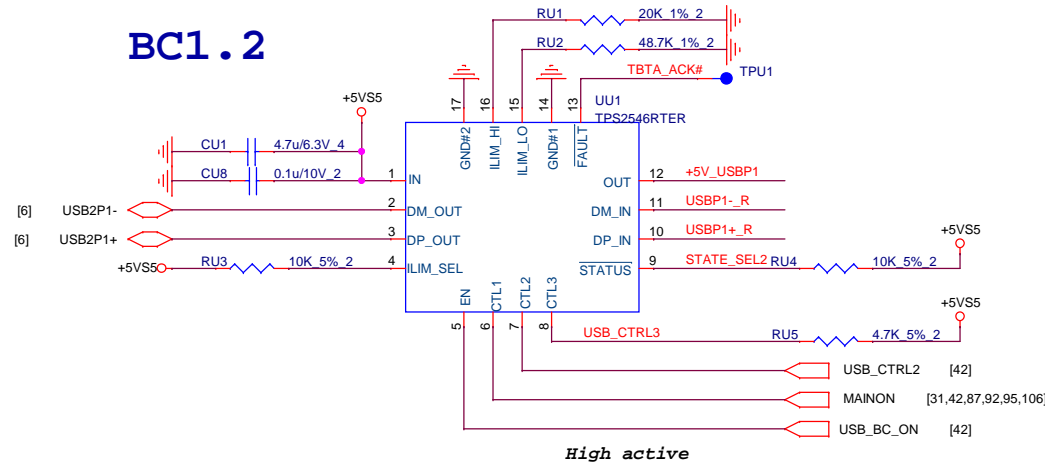 BC1.2
RU1 20K_1%_2
RU2 48.7K_1%_2
TBTA_ACK# TPU1
+5VS5
17 16 15 14 13
UU1
TPS2546RTER
GND#2 ILIM_HI ILIM_LO GND#1 FAULT
CU1 4.7u/6.3V_4
CU8 0.1u/10V_2
1 IN
OUT 12 +5V_USBP1
[6] USB2P1- 2 DM_OUT
DM_IN 11 USBP1-_R
[6] USB2P1+ 3 DP_OUT
DP_IN 10 USBP1+_R
+5VS5 RU3 10K_5%_2 4 ILIM_SEL
STATUS 9 STATE_SEL2 RU4 10K_5%_2
+5VS5
EN CTL1 CTL2 CTL3
5 6 7 8
USB_CTRL3 RU5 4.7K_5%_2
+5VS5
USB_CTRL2 [42]
MAINON [31,42,87,92,95,106]
USB_BC_ON [42]
High active